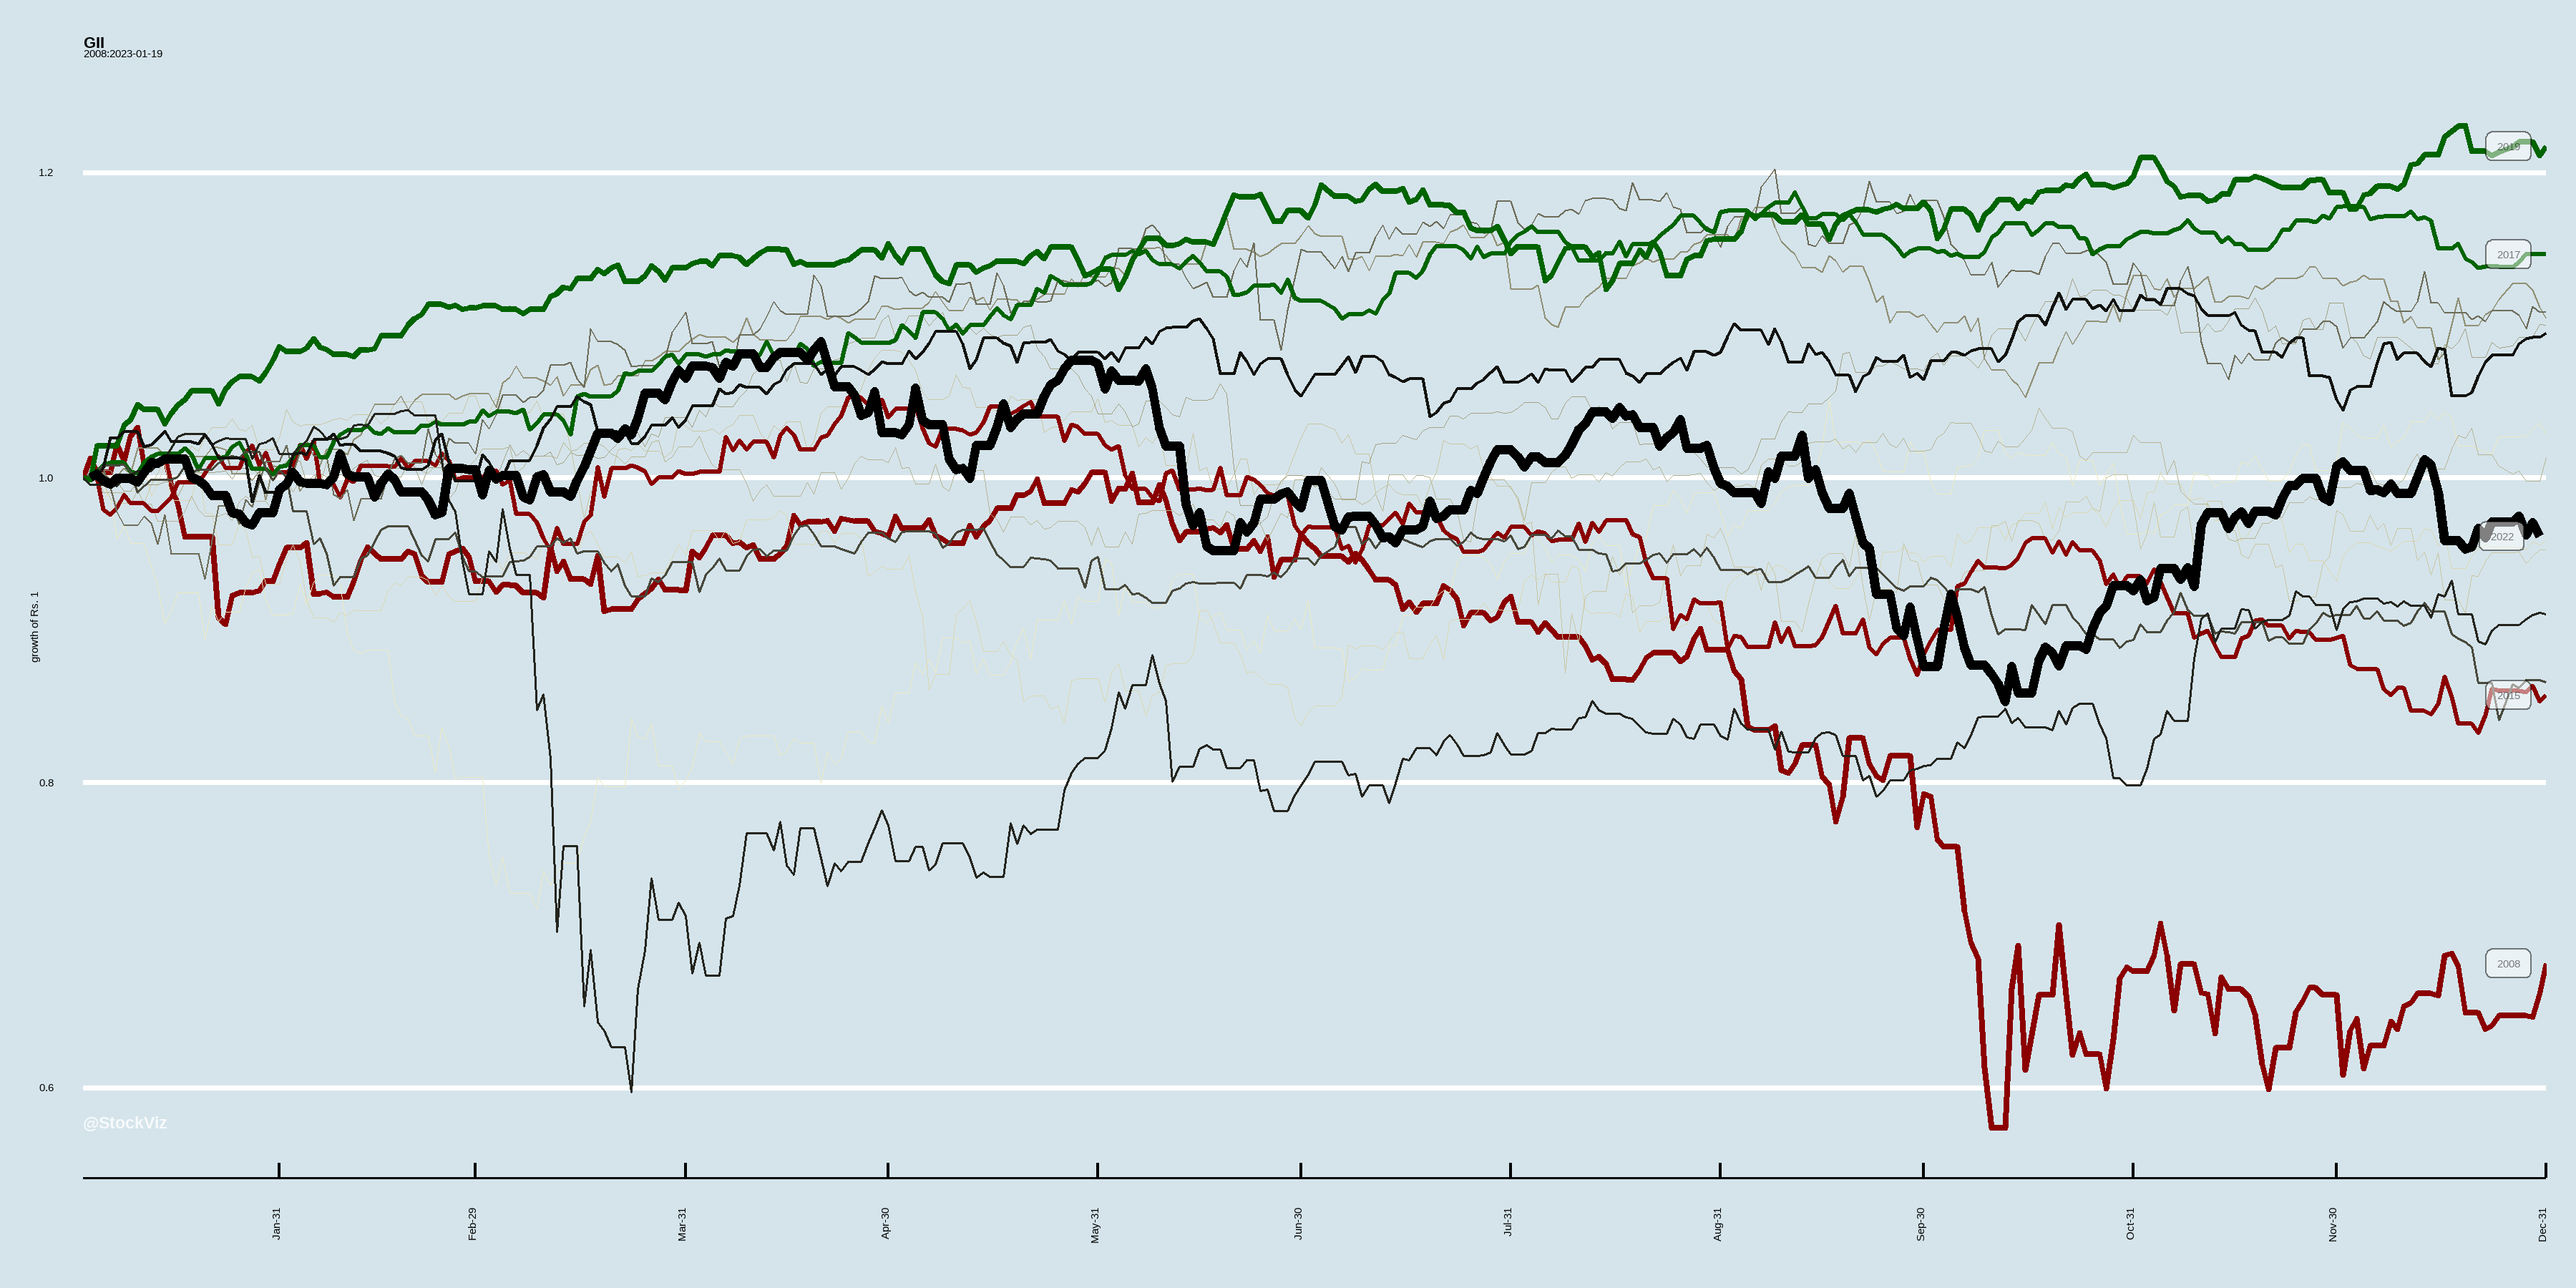 GII
2008:2023-01-19
1.2
1.0
0.8
0.6
growth of Rs. 1
2019
2017
2022
2015
2008
@StockViz
Jan-31
Feb-29
Mar-31
Apr-30
May-31
Jun-30
Jul-31
Aug-31
Sep-30
Oct-31
Nov-30
Dec-31